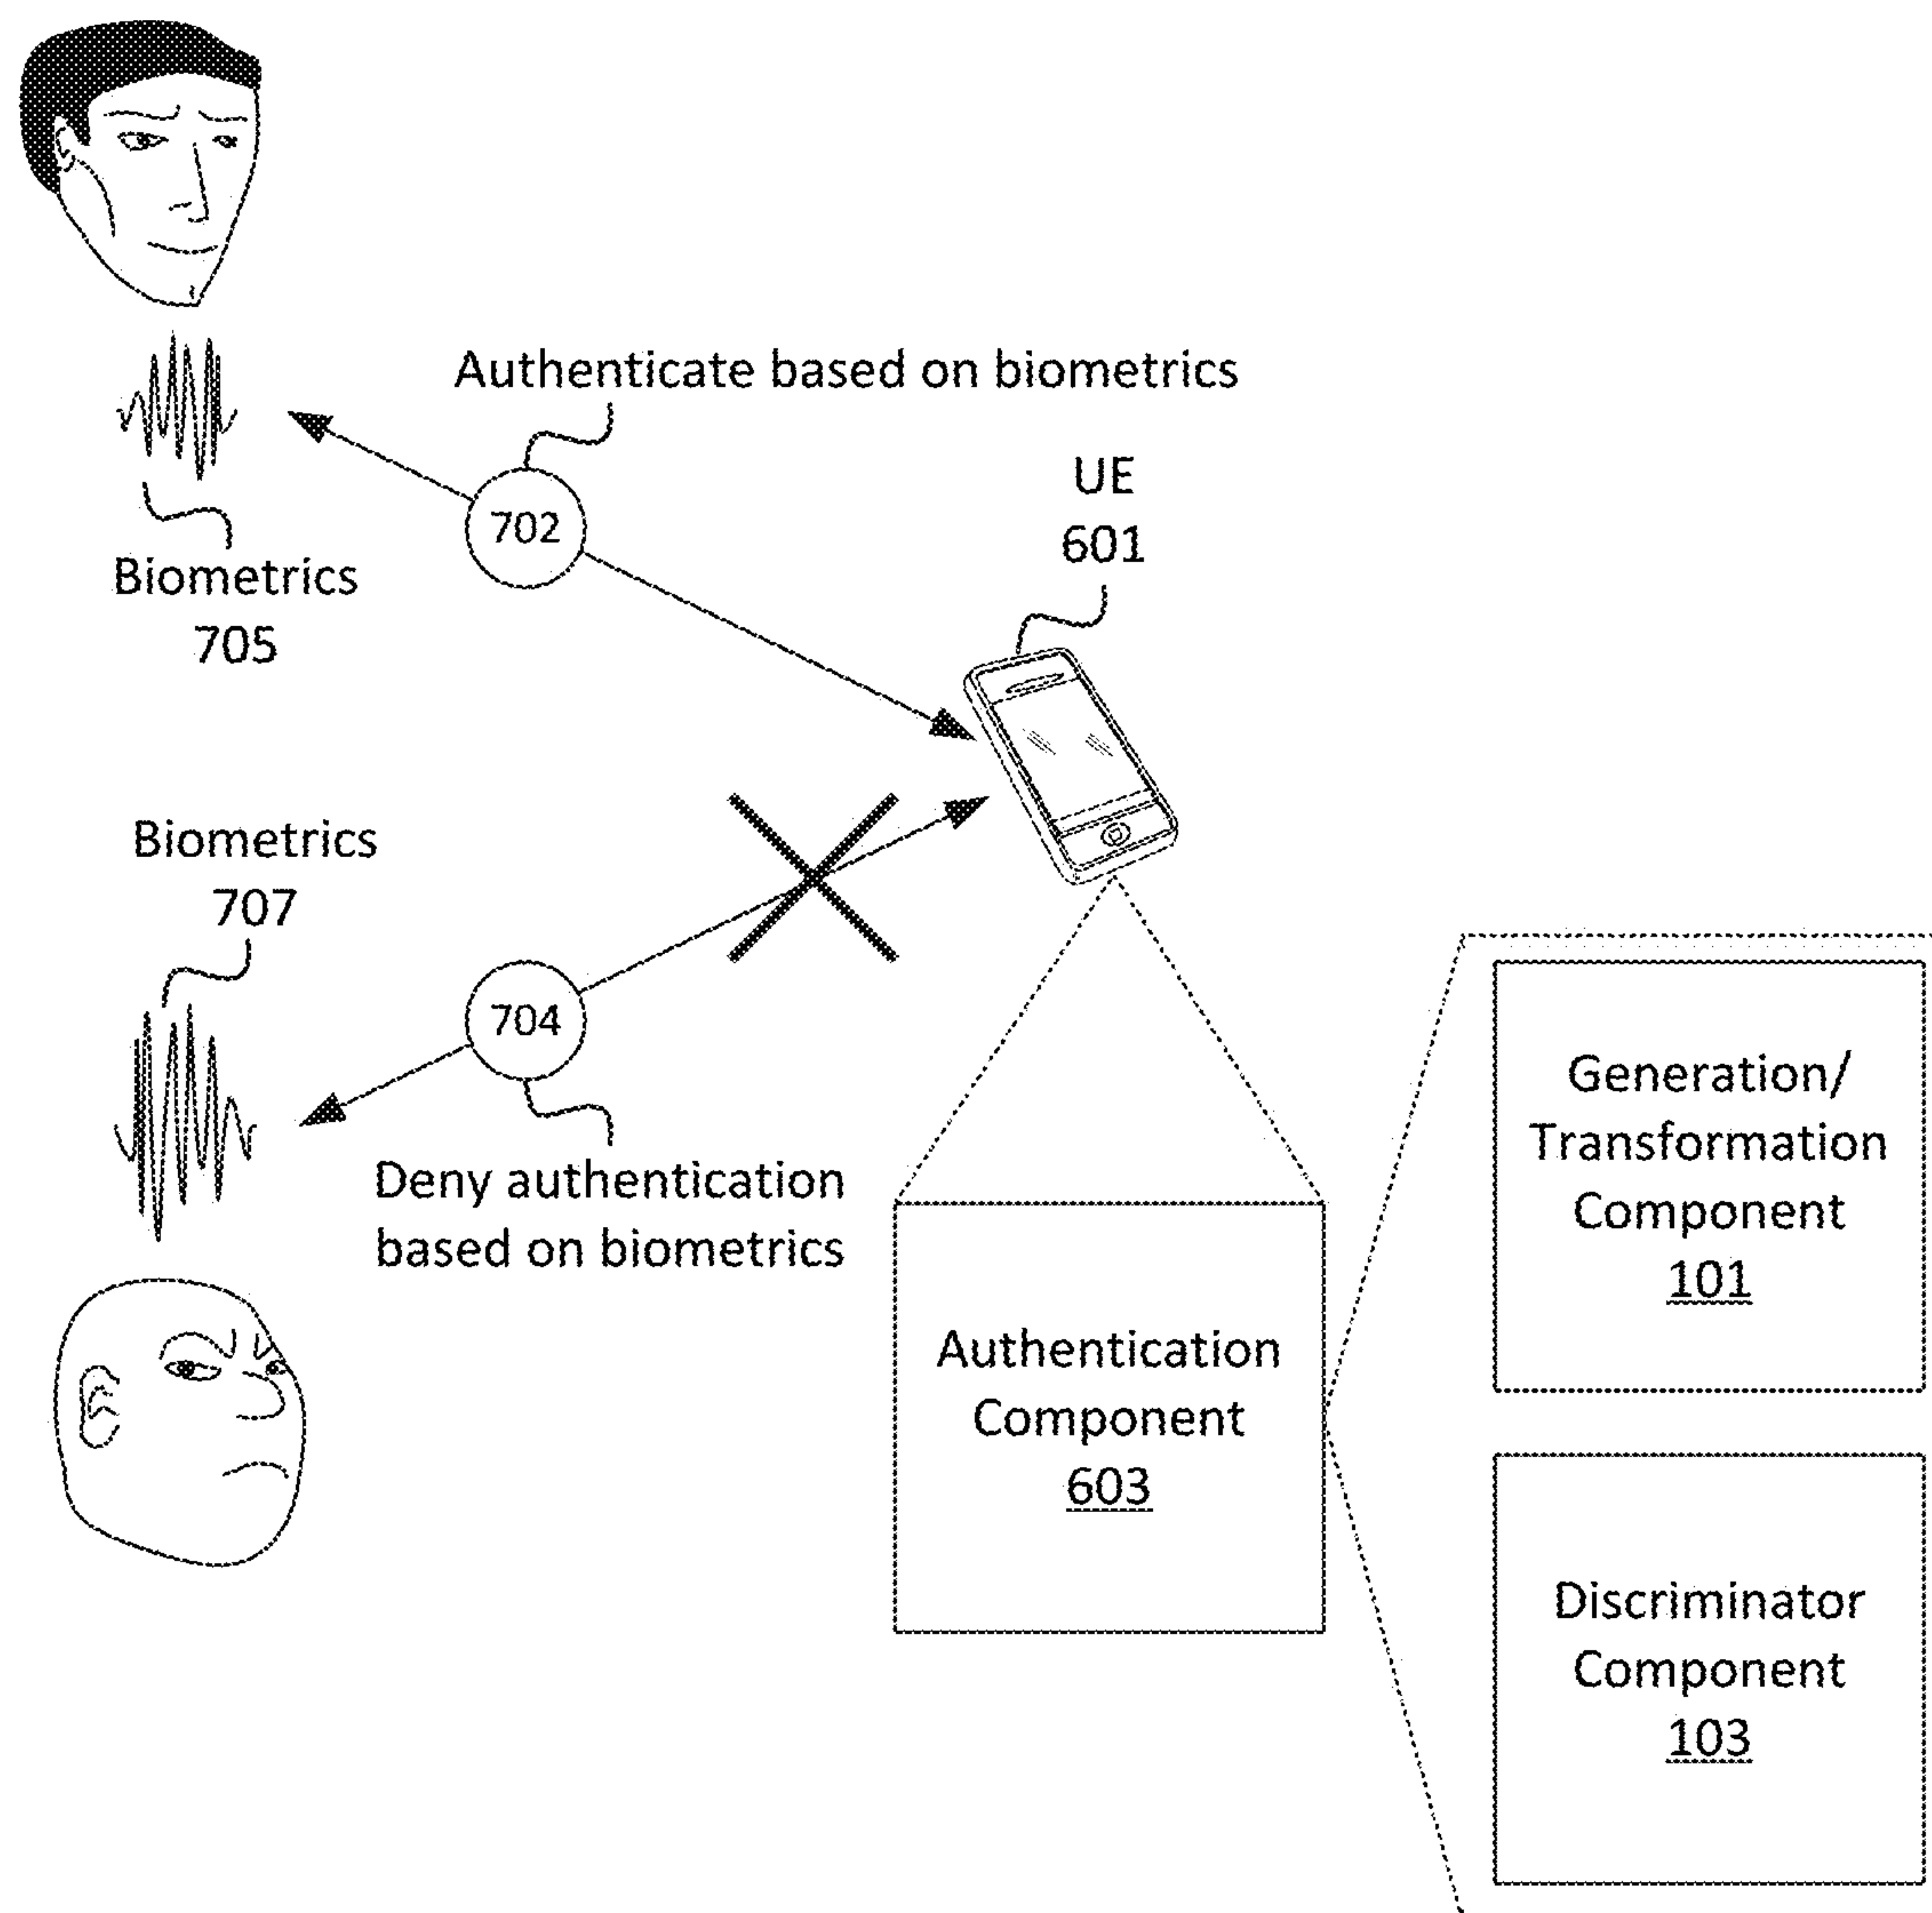 Authenticate based on biometrics
702
Biometrics
705
UE
601
Biometrics
707
704
Deny authentication
based on biometrics
Authentication
Component
603
Generation/
Transformation
Component
101
Discriminator
Component
103